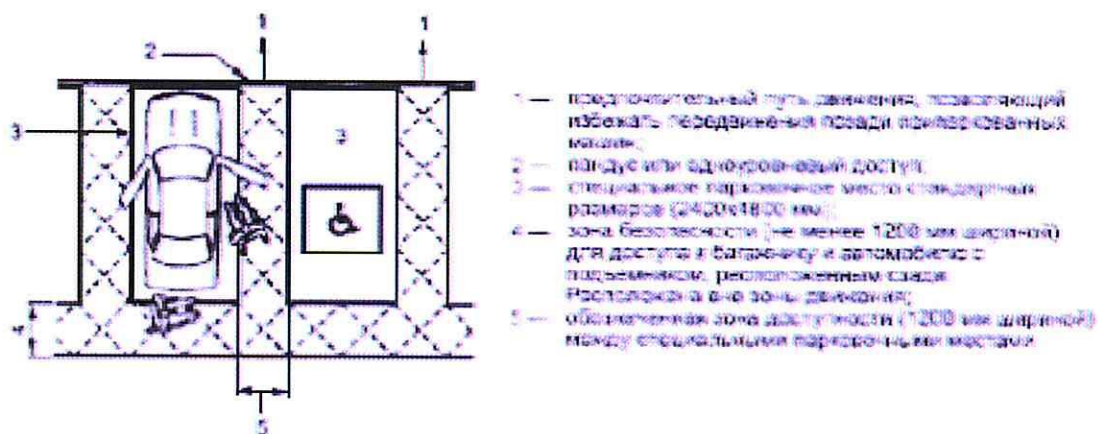 1
1
2
3
3
4
5
1 — предпочтительный путь движения, позволяющий
избежать передвижения позади припаркованных
машин;
2 — пандус или одноуровневый доступ;
3 — специальное парковочное место стандартных
размеров (2400x4800 мм);
4 — зона безопасности (не менее 1200 мм шириной)
для доступа к багажнику и автомобилю с
подъемником, расположенным сзади.
Расположена вне зоны движения;
5 — обозначенная зона доступности (1200 мм шириной)
между специальными парковочными местами